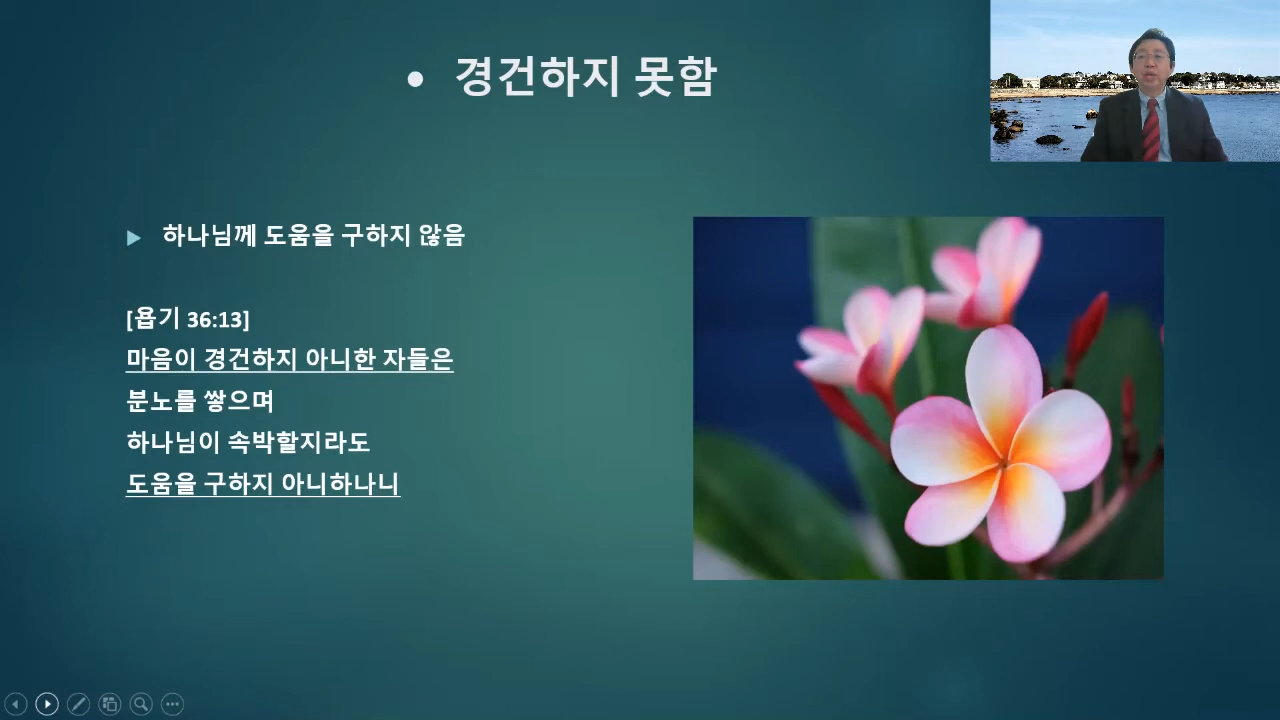 • 경건하지 못함
하나님께 도움을 구하지 않음
[욥기 36:13]
마음이 경건하지 아니한 자들은
분노를 쌓으며
하나님이 속박할지라도
도움을 구하지 아니하나니